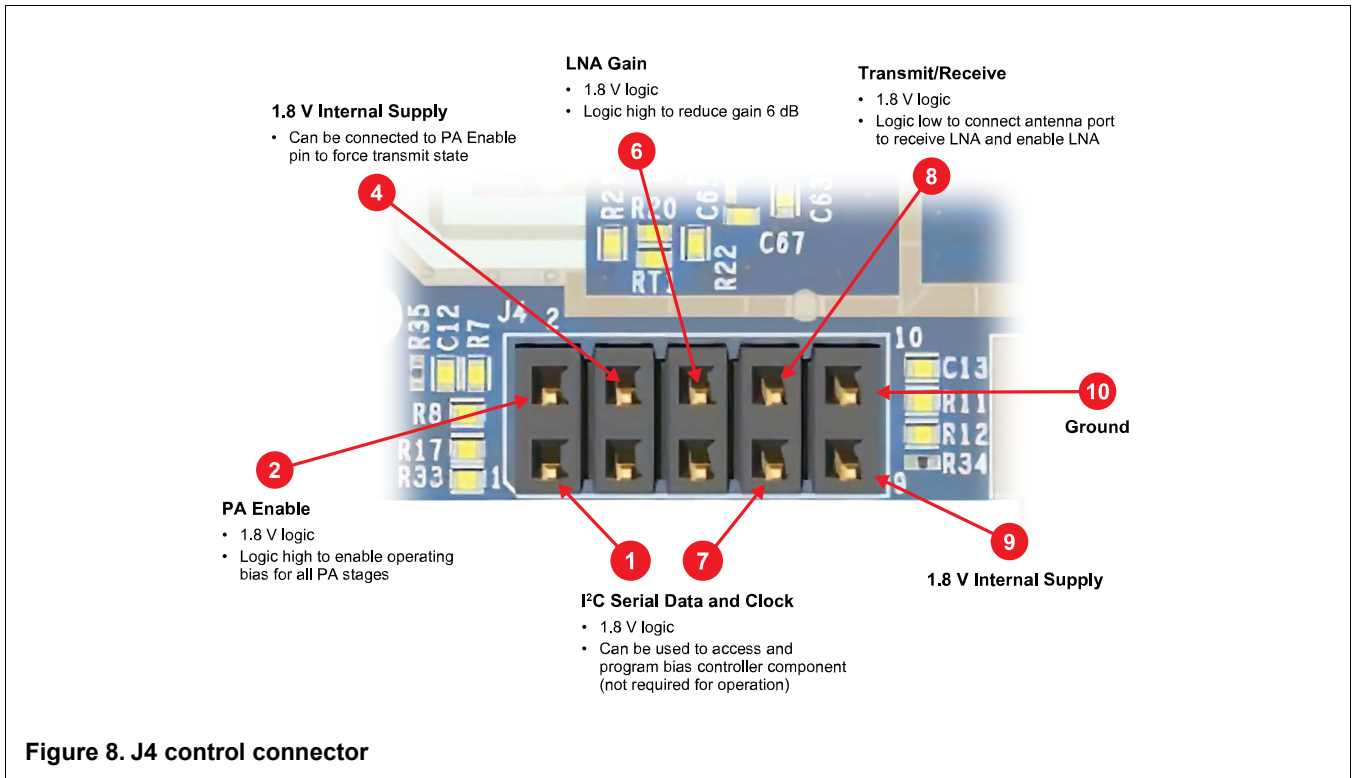 LNA Gain
• 1.8 V logic
• Logic high to reduce gain 6 dB
Transmit/Receive
• 1.8 V logic
• Logic low to connect antenna port
to receive LNA and enable LNA
1.8 V Internal Supply
• Can be connected to PA Enable
pin to force transmit state
6
8
4
R20
C67
R22
J4 2
10
R35
C12
R7
C13
R11
R12
R34
R8
R17
R33
1
9
10
Ground
2
PA Enable
• 1.8 V logic
• Logic high to enable operating
bias for all PA stages
1
7
9
1.8 V Internal Supply
I²C Serial Data and Clock
• 1.8 V logic
• Can be used to access and
program bias controller component
(not required for operation)
Figure 8. J4 control connector